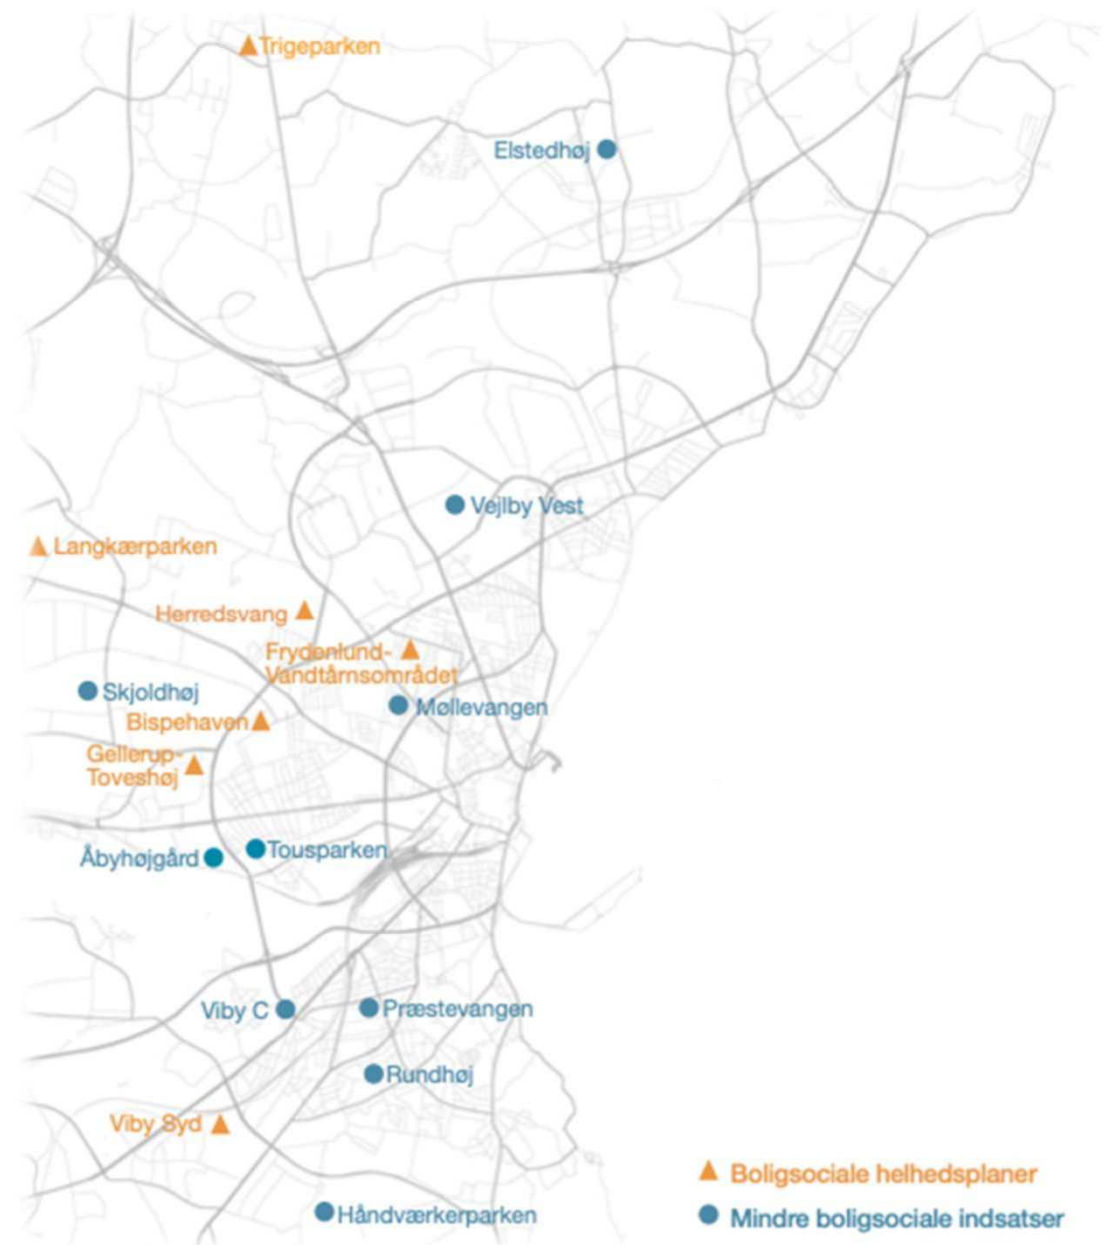 Trigeparken
Elstedhøj
Vejlby Vest
Langkærparken
Herredsvang
Frydenlund-
Vandtårnsområdet
Skjoldhøj
Møllevangen
Bispehaven
Gellerup-
Toveshøj
Åbyhøjgård
Tousparken
Viby C
Præstevangen
Rundhøj
Viby Syd
Håndværkerparken
Boligsociale helhedsplaner
Mindre boligsociale indsatser